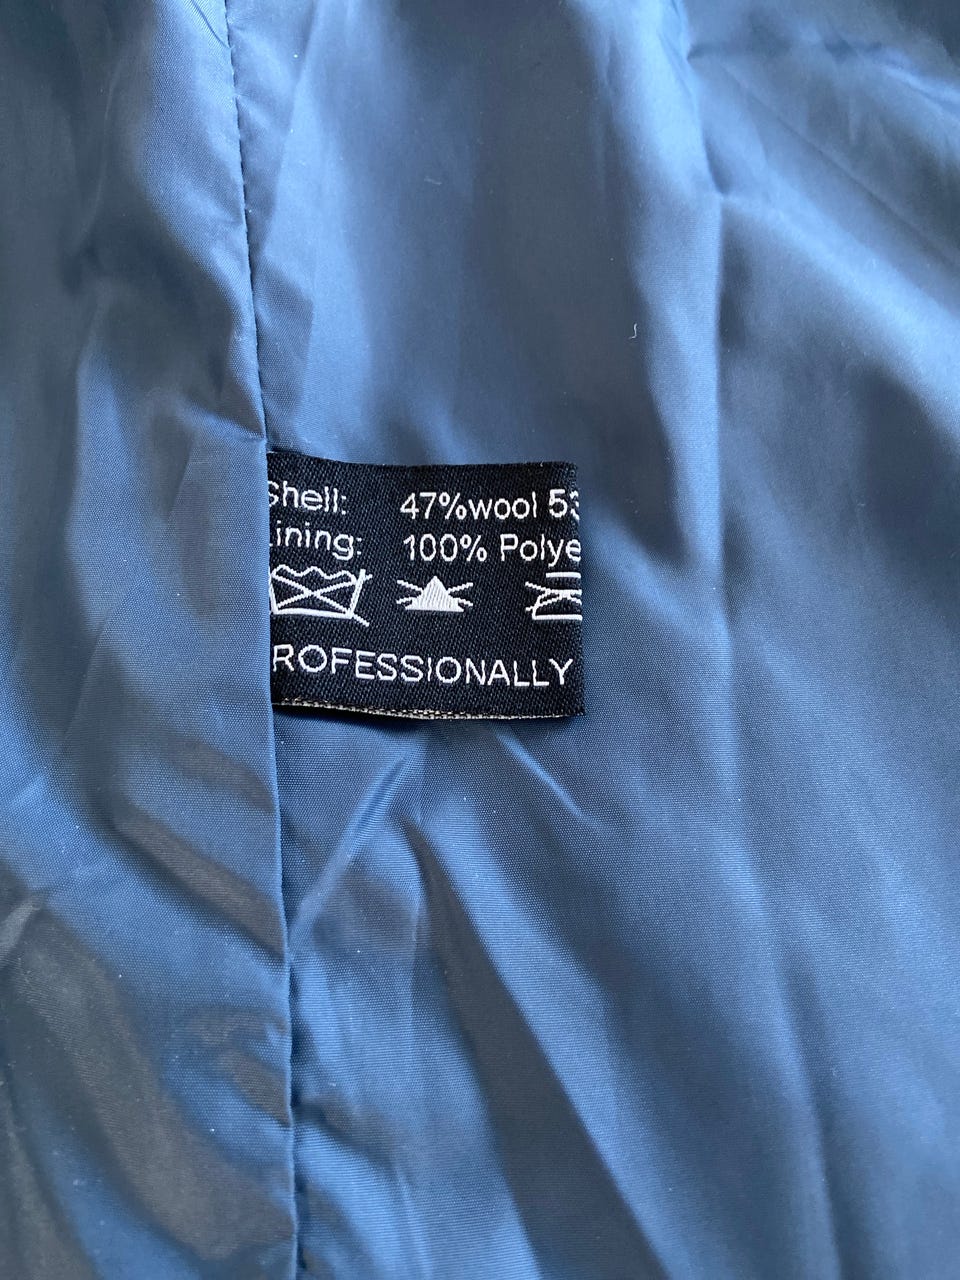 Shell: 47%wool 53
Lining: 100% Polye
ROFESSIONALLY